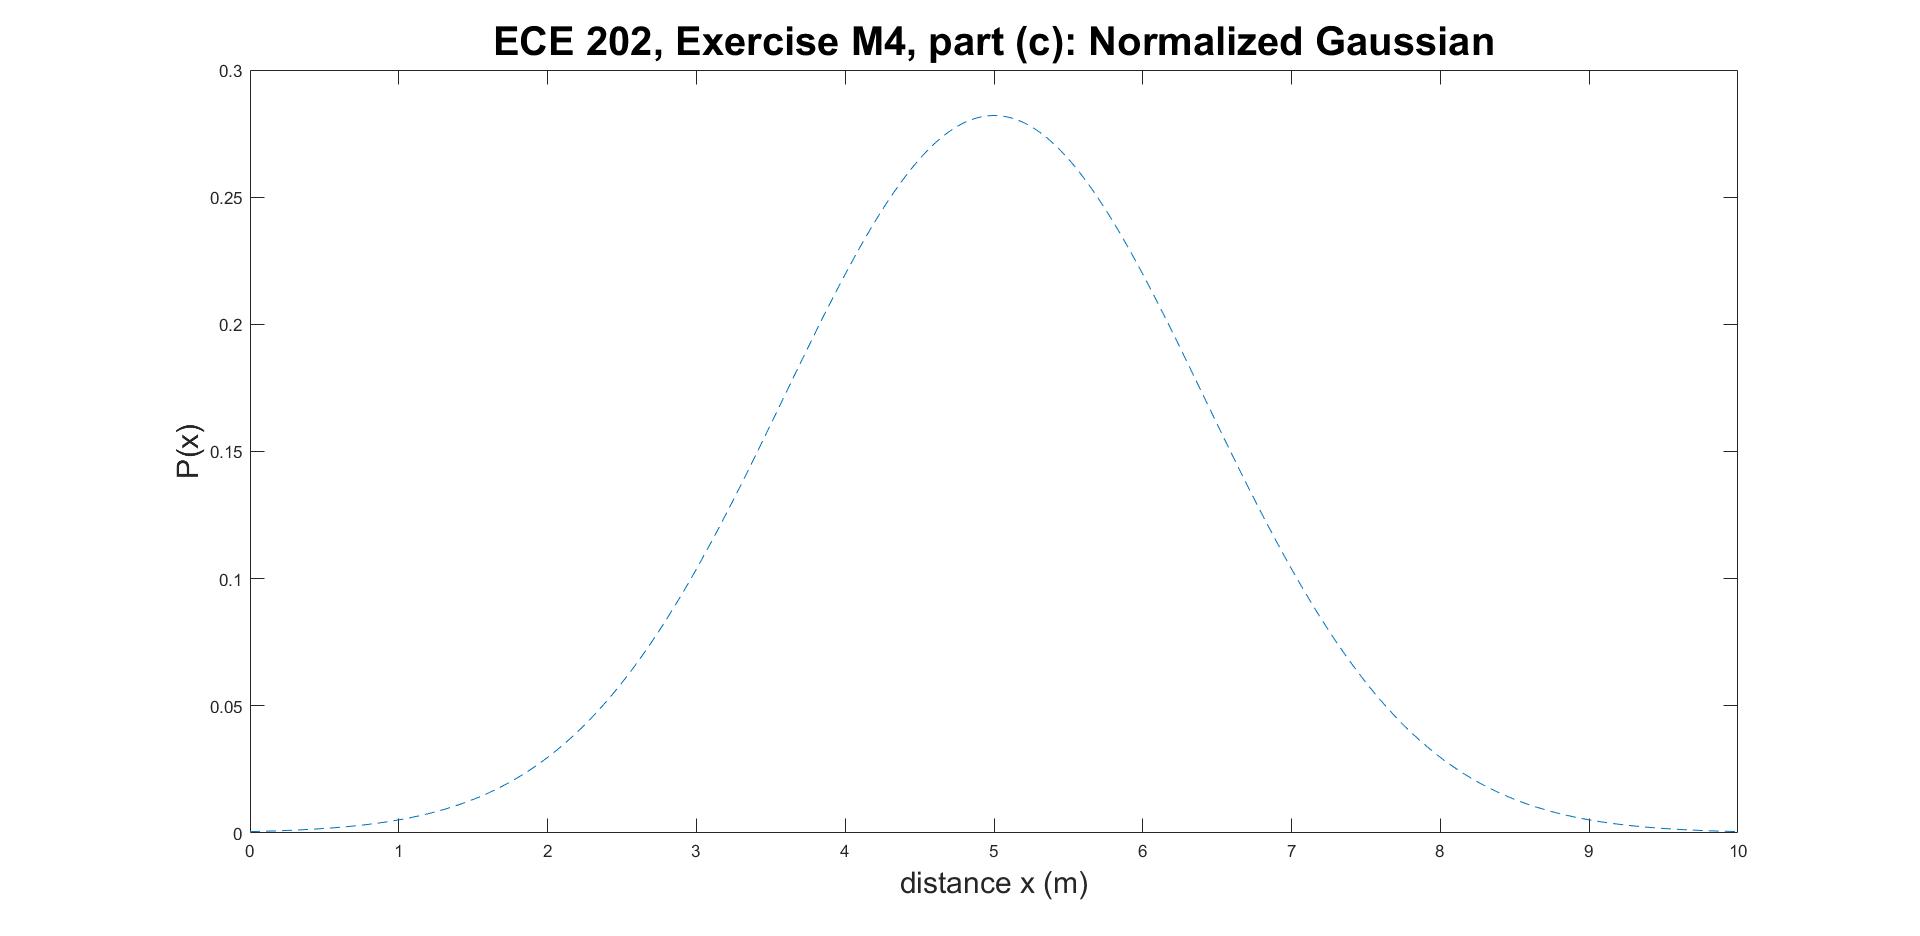 ECE 202, Exercise M4, part (c): Normalized Gaussian
0.3
0.25
0.2
0.15
0.1
0.05
0
P(x)
0 1 2 3 4 5 6 7 8 9 10
distance x (m)